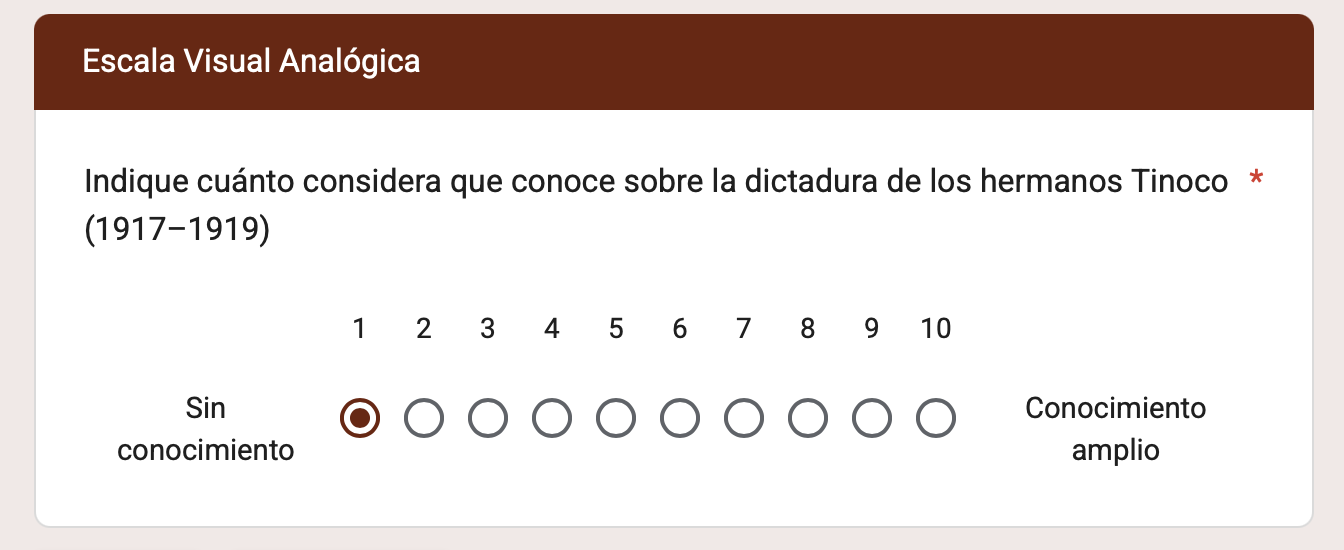 Escala Visual Analógica
Indique cuánto considera que conoce sobre la dictadura de los hermanos Tinoco *
(1917–1919)
1 2 3 4 5 6 7 8 9 10
Sin
conocimiento
Conocimiento
amplio